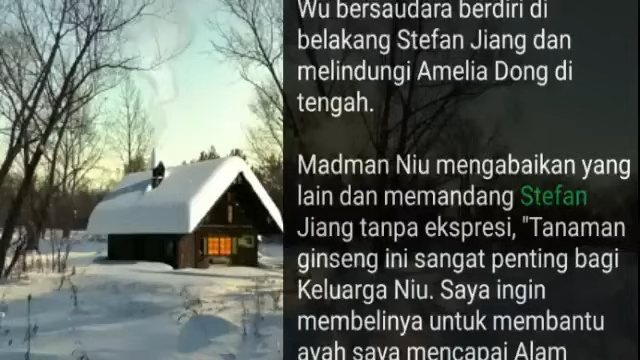 Wu bersaudara berdiri di
belakang Stefan Jiang dan
melindungi Amelia Dong di
tengah.
Madman Niu mengabaikan yang
lain dan memandang Stefan
Jiang tanpa ekspresi, "Tanaman
ginseng ini sangat penting bagi
Keluarga Niu. Saya ingin
membelinya untuk membantu
ayah saya mencapai Alam